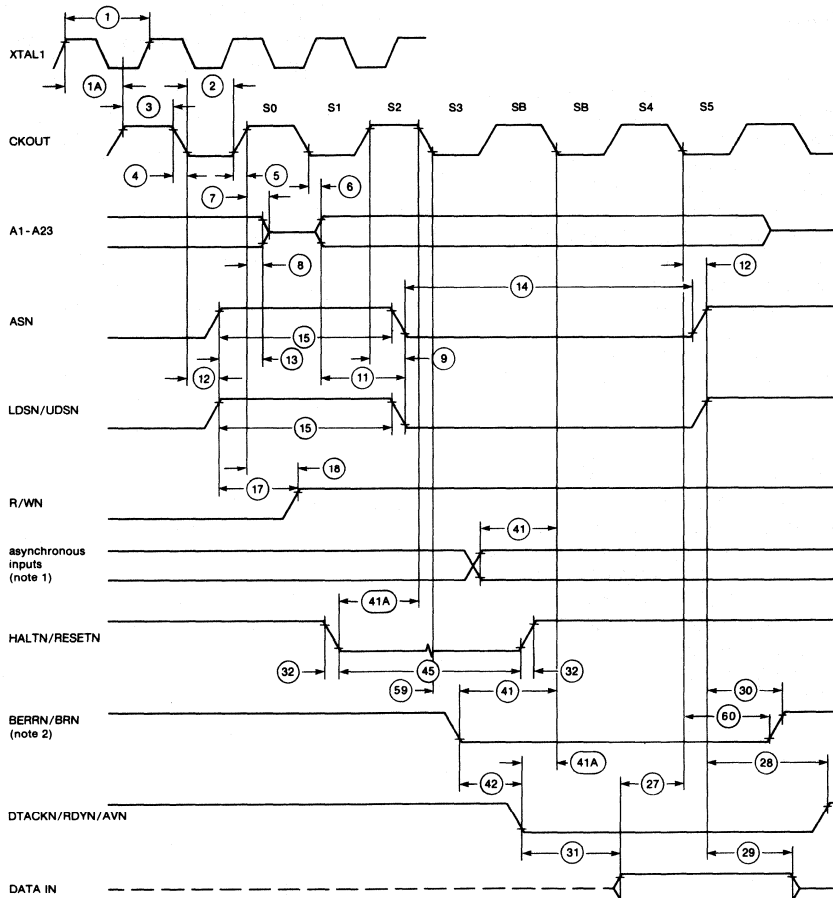 1
XTAL1
1A
2
3
S0 S1 S2 S3 SB SB S4 S5
CKOUT
4 5 6
7
A1-A23
8 12
14
ASN
15
13 9
12 11
LDSN/UDSN
15
18
17
R/WN
41
asynchronous
inputs
(note 1)
41A
HALTN/RESETN
32 45 32
59 41 30
BERRN/BRN
(note 2)
60
41A 28
42 27
DTACKN/RDYN/AVN
31 29
DATA IN